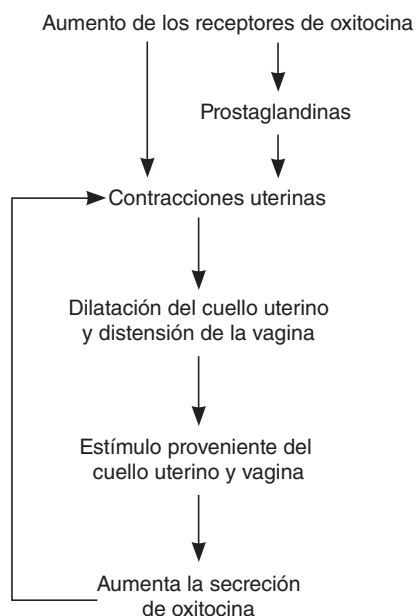 Aumento de los receptores de oxitocina
Prostaglandinas
Contracciones uterinas
Dilatación del cuello uterino
y distensión de la vagina
Estímulo proveniente del
cuello uterino y vagina
Aumenta la secreción
de oxitocina